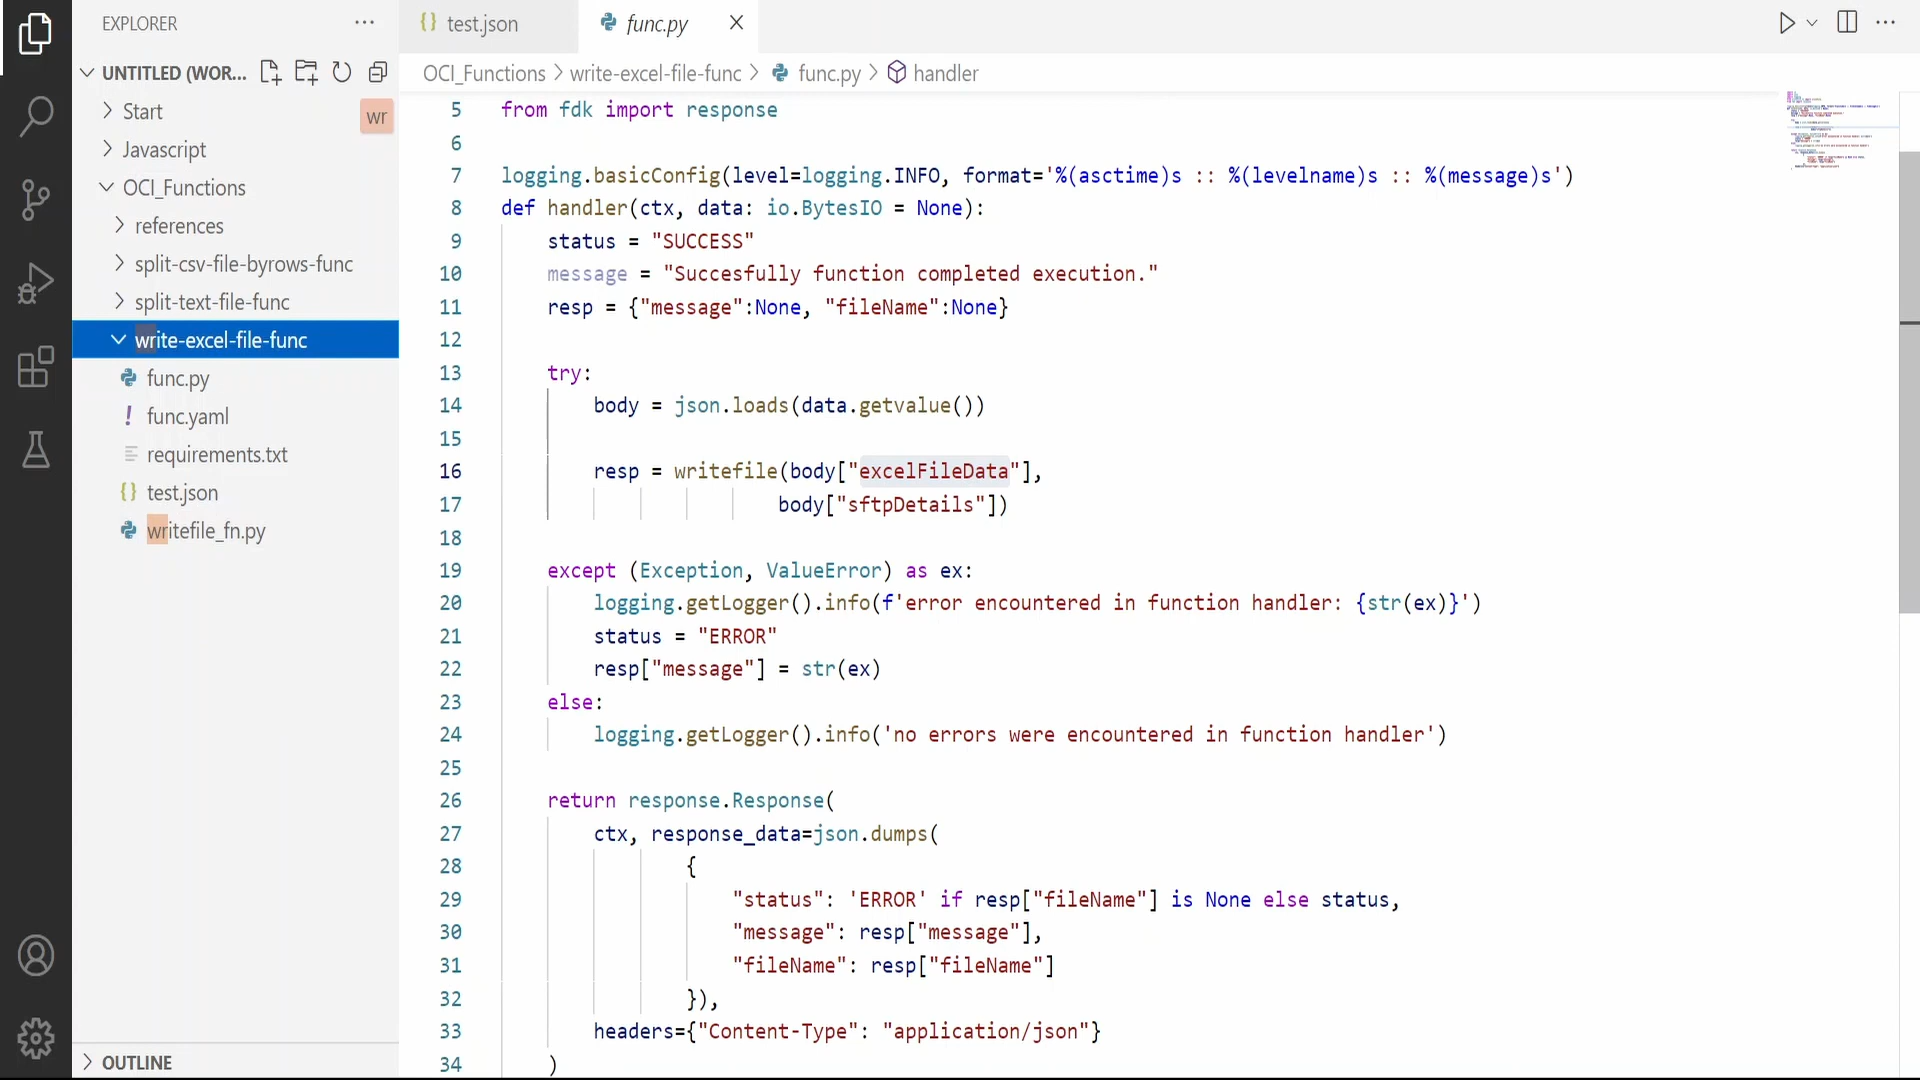 EXPLORER
UNTITLED (WOR...
Start
wr
Javascript
OCI_Functions
references
split-csv-file-byrows-func
split-text-file-func
write-excel-file-func
func.py
func.yaml
requirements.txt
test.json
writefile_fn.py
OUTLINE
test.json
func.py
OCI_Functions > write-excel-file-func > func.py > handler
5 from fdk import response
6
7 logging.basicConfig(level=logging.INFO, format='%(asctime)s :: %(levelname)s :: %(message)s')
8 def handler(ctx, data: io.BytesIO = None):
9 status = "SUCCESS"
10 message = "Succesfully function completed execution."
11 resp = {"message":None, "fileName":None}
12
13 try:
14 body = json.loads(data.getvalue())
15
16 resp = writefile(body["excelFileData"],
17 body["sftpDetails"])
18
19 except (Exception, ValueError) as ex:
20 logging.getLogger().info(f'error encountered in function handler: {str(ex)}')
21 status = "ERROR"
22 resp["message"] = str(ex)
23 else:
24 logging.getLogger().info('no errors were encountered in function handler')
25
26 return response.Response(
27 ctx, response_data=json.dumps(
28 {
29 "status": 'ERROR' if resp["fileName"] is None else status,
30 "message": resp["message"],
31 "fileName": resp["fileName"]
32 }),
33 headers={"Content-Type": "application/json"}
34 )